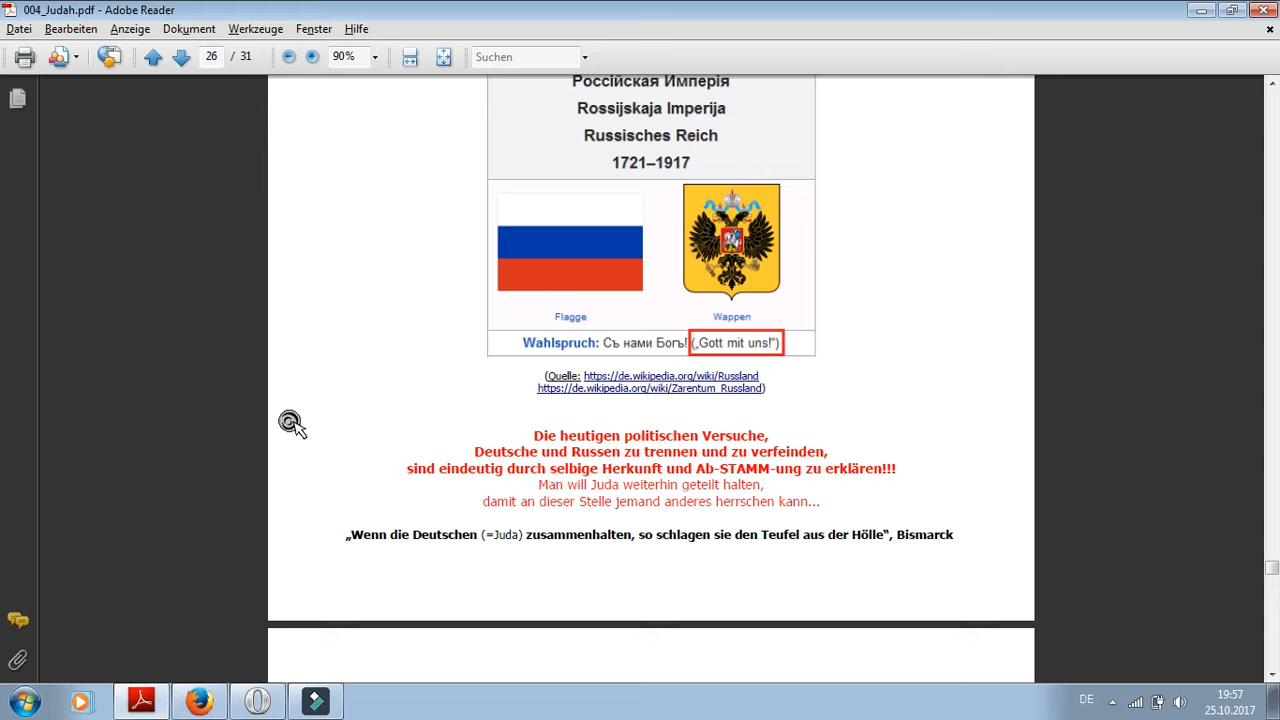 004_Judah.pdf - Adobe Reader
Datei Bearbeiten Anzeige Dokument Werkzeuge Fenster Hilfe
26 / 31 90% Suchen
Россійская Имперія
Rossijskaja Imperija
Russisches Reich
1721–1917
Flagge Wappen
Wahlspruch: Съ нами Богъ! („Gott mit uns!“)
(Quelle: https://de.wikipedia.org/wiki/Russland
https://de.wikipedia.org/wiki/Zarentum_Russland)
Die heutigen politischen Versuche,
Deutsche und Russen zu trennen und zu verfeinden,
sind eindeutig durch selbige Herkunft und Ab-STAMM-ung zu erklären!!!
Man will Juda weiterhin geteilt halten,
damit an dieser Stelle jemand anderes herrschen kann...
„Wenn die Deutschen (=Juda) zusammenhalten, so schlagen sie den Teufel aus der Hölle“, Bismarck
DE 19:57
25.10.2017